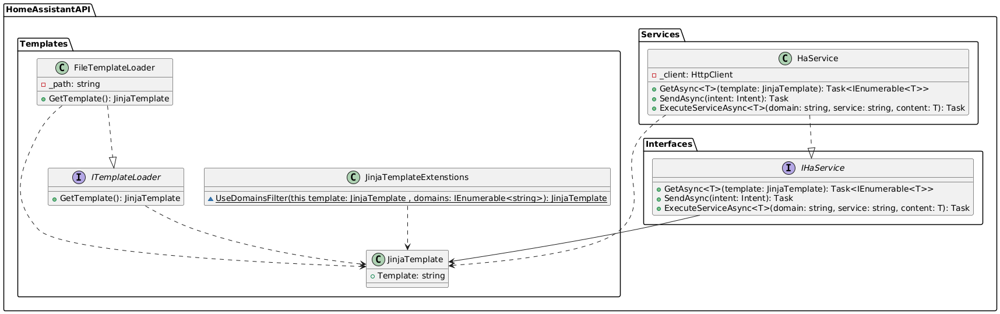 HomeAssistantAPI
Templates
C FileTemplateLoader
_path: string
GetTemplate(): JinjaTemplate
I ITemplateLoader
GetTemplate(): JinjaTemplate
C JinjaTemplateExtenstions
UseDomainsFilter(this template: JinjaTemplate , domains: IEnumerable<string>): JinjaTemplate
C JinjaTemplate
Template: string
Services
C HaService
_client: HttpClient
GetAsync<T>(template: JinjaTemplate): Task<IEnumerable<T>>
SendAsync(intent: Intent): Task
ExecuteServiceAsync<T>(domain: string, service: string, content: T): Task
Interfaces
I IHaService
GetAsync<T>(template: JinjaTemplate): Task<IEnumerable<T>>
SendAsync(intent: Intent): Task
ExecuteServiceAsync<T>(domain: string, service: string, content: T): Task